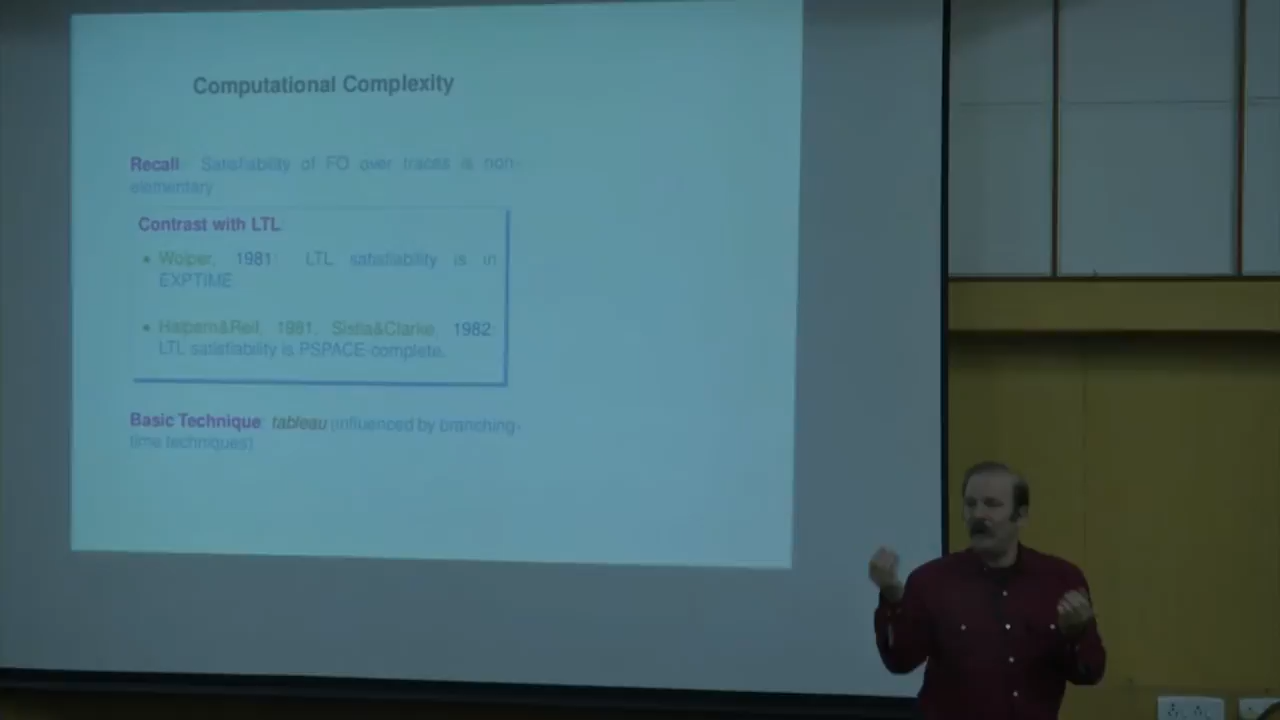 Computational Complexity
Recall: Satisfiability of FO over traces is non-
elementary
Contrast with LTL:
• Wolper, 1981: LTL satisfiability is in
EXPTIME.
• Halpern&Reif, 1981, Sistla&Clarke, 1982:
LTL satisfiability is PSPACE-complete.
Basic Technique: tableau (influenced by branching-
time techniques)